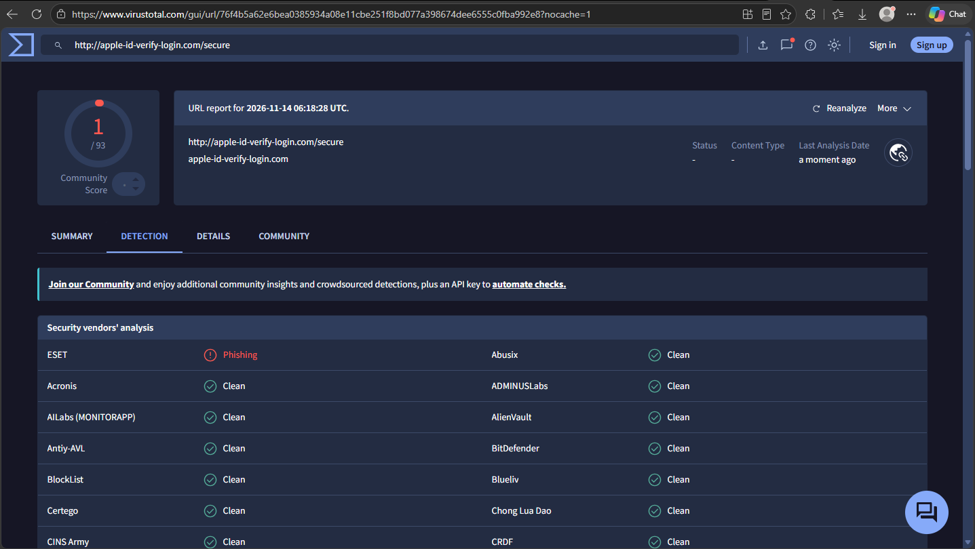 https://www.virustotal.com/gui/url/76f4b5a62e6bea0385934a08e11cbe251f8bd077a398674dee6555c0fba992e8?nocache=1
Chat
http://apple-id-verify-login.com/secure
Sign in
Sign up
1
/ 93
Community
Score
-
URL report for 2026-11-14 06:18:28 UTC.
Reanalyze
More
http://apple-id-verify-login.com/secure
apple-id-verify-login.com
Status
-
Content Type
-
Last Analysis Date
a moment ago
SUMMARY
DETECTION
DETAILS
COMMUNITY
Join our Community and enjoy additional community insights and crowdsourced detections, plus an API key to automate checks.
Security vendors' analysis
ESET Phishing Abusix Clean
Acronis Clean ADMINUSLabs Clean
AILabs (MONITORAPP) Clean AlienVault Clean
Antiy-AVL Clean BitDefender Clean
BlockList Clean Blueliv Clean
Certego Clean Chong Lua Dao Clean
CINS Army Clean CRDF Clean